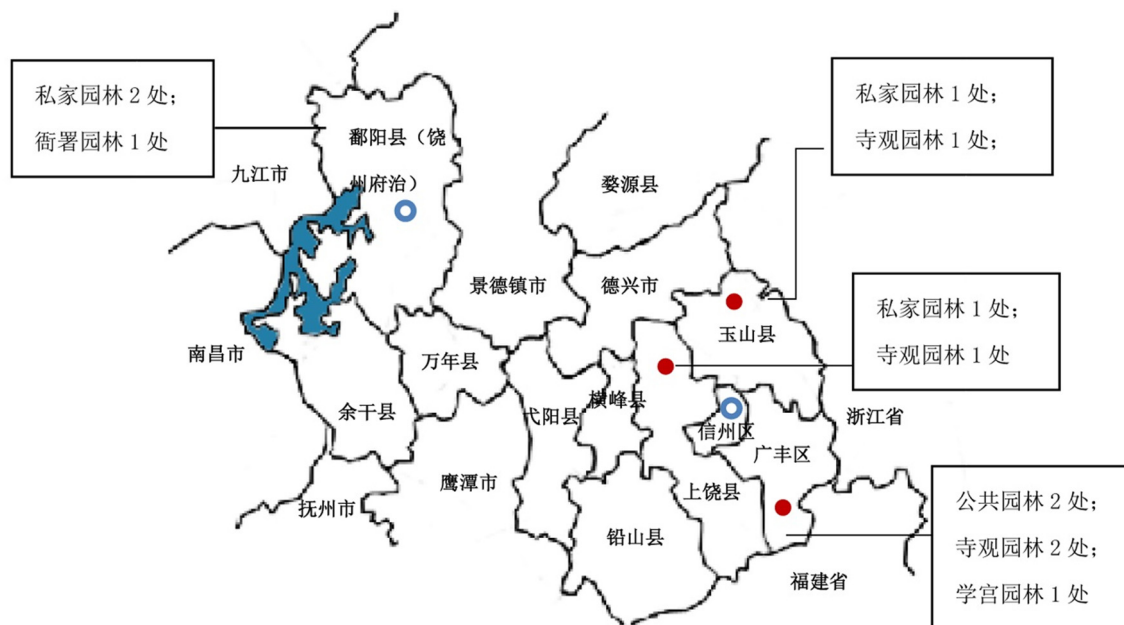 私家园林 2 处；
衙署园林 1 处
私家园林 1 处；
寺观园林 1 处；
鄱阳县（饶
州府治）
九江市
婺源县
景德镇市
德兴市
私家园林 1 处；
寺观园林 1 处
玉山县
南昌市
万年县
横峰县
余干县
弋阳县
信州区
浙江省
广丰区
鹰潭市
上饶县
抚州市
铅山县
公共园林 2 处；
寺观园林 2 处；
学宫园林 1 处
福建省